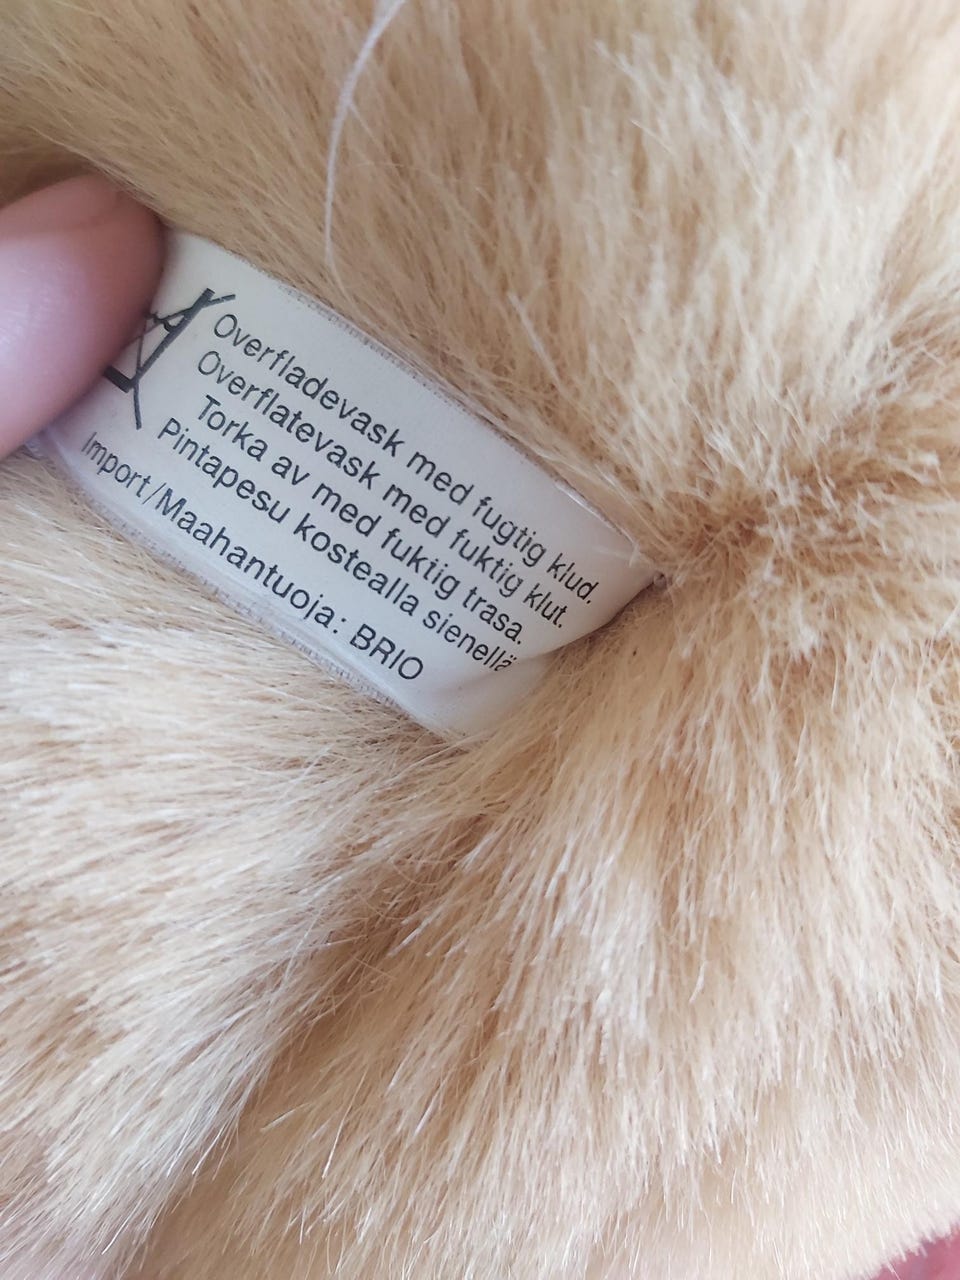 Overfladevask med fugtig klud.
Overflatevask med fuktig klut.
Torka av med fuktig trasa.
Pintapesu kostealla sienellä
Import/Maahantuoja: BRIO